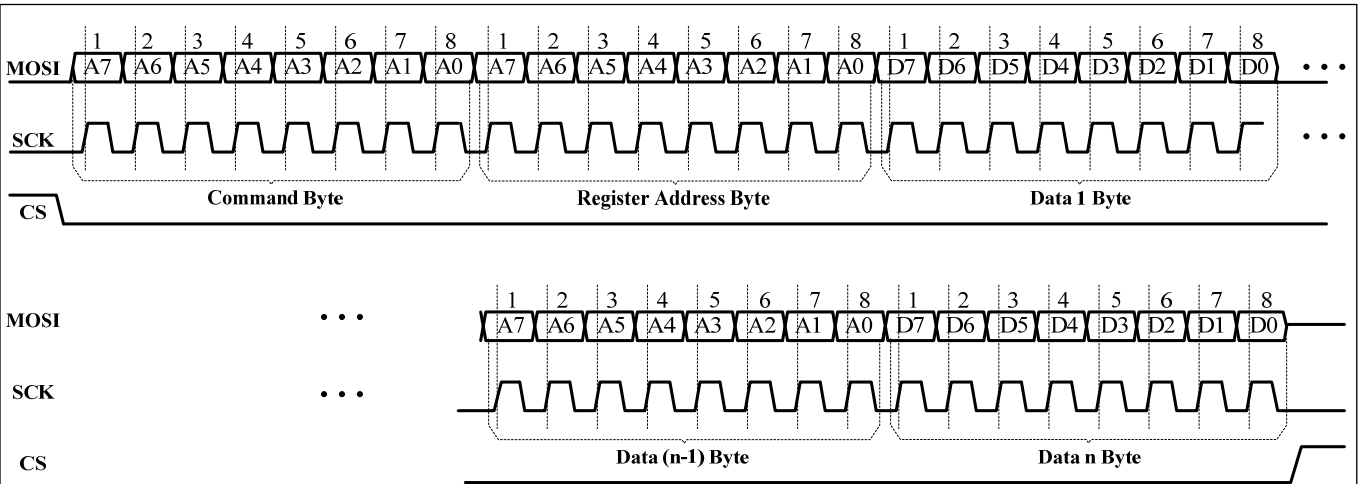 1 2 3 4 5 6 7 8 1 2 3 4 5 6 7 8 1 2 3 4 5 6 7 8
MOSI A7 A6 A5 A4 A3 A2 A1 A0 A7 A6 A5 A4 A3 A2 A1 A0 D7 D6 D5 D4 D3 D2 D1 D0 • • •
SCK • • •
Command Byte Register Address Byte Data 1 Byte
CS
1 2 3 4 5 6 7 8 1 2 3 4 5 6 7 8
MOSI • • • A7 A6 A5 A4 A3 A2 A1 A0 D7 D6 D5 D4 D3 D2 D1 D0
SCK • • •
Data (n-1) Byte Data n Byte
CS